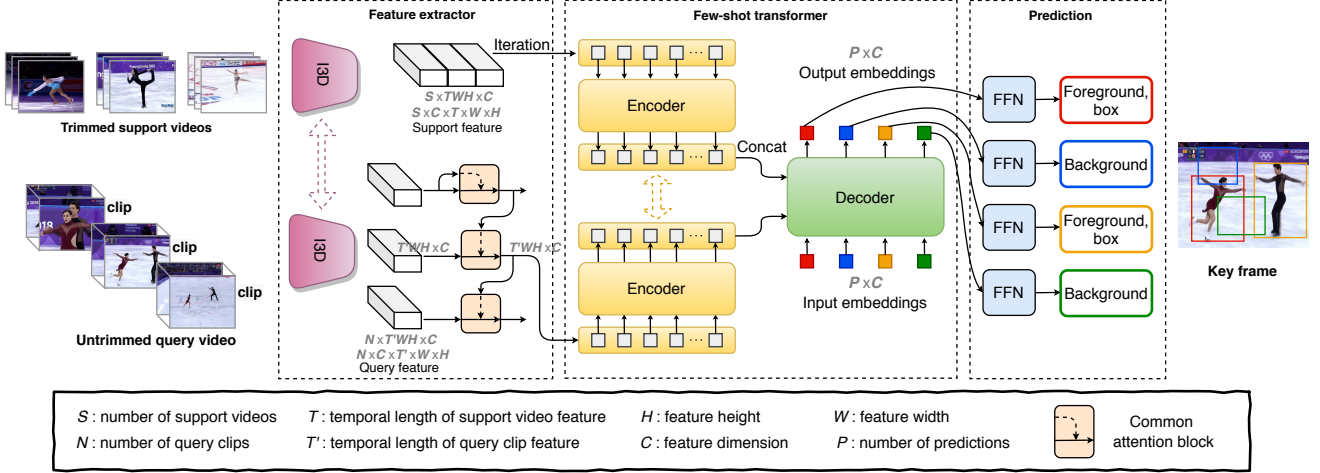 Feature extractor
Few-shot transformer
Prediction
Trimmed support videos
clip
clip
clip
Untrimmed query video
I3D
I3D
S x TWH x C
S x C x T x W x H
Support feature
Iteration
T'WH x C
T'WH x C
N x T'WH x C
N x C x T' x W x H
Query feature
Encoder
Encoder
Concat
P x C
Output embeddings
Decoder
P x C
Input embeddings
FFN
Foreground, box
FFN
Background
FFN
Foreground, box
FFN
Background
Key frame
S : number of support videos
T : temporal length of support video feature
H : feature height
W : feature width
N : number of query clips
T' : temporal length of query clip feature
C : feature dimension
P : number of predictions
Common
attention block